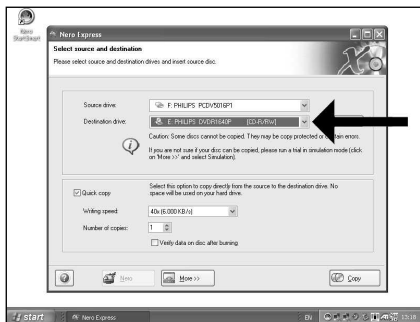 Nero
StartSmart
Nero Express
Select source and destination
Please select source and destination drives and insert source disc.
Source drive:
F: PHILIPS PCDV5016P1
Destination drive:
E: PHILIPS DVDR1640P [CD-R/RW]
Caution: Some discs cannot be copied. They may be copy protected or contain errors.
If you are not sure if your disc can be copied, please run a trial in simulation mode (click
on 'More >>' and select Simulation).
Quick copy
Select this option to copy directly from the source to the destination drive. No
space will be used on your hard drive.
Writing speed:
40x (6.000 KB/s)
Number of copies:
1
Verify data on disc after burning
Nero
More >>
Copy
start
Nero Express
EN
13:18